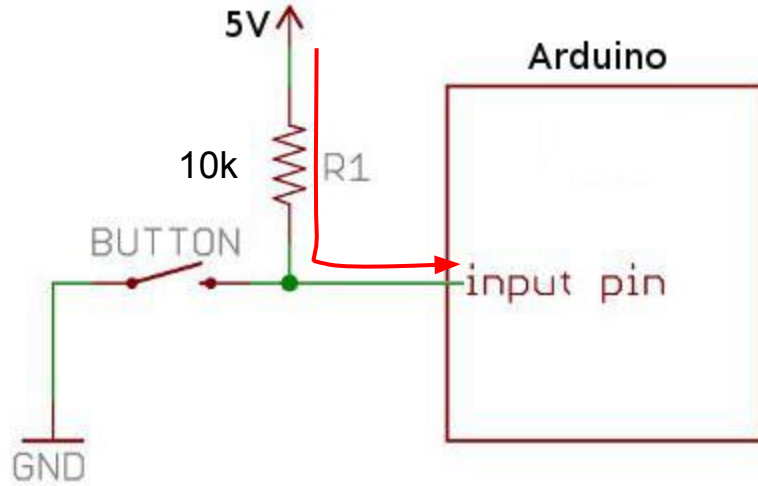 5V
Arduino
10k
R1
BUTTON
input pin
GND